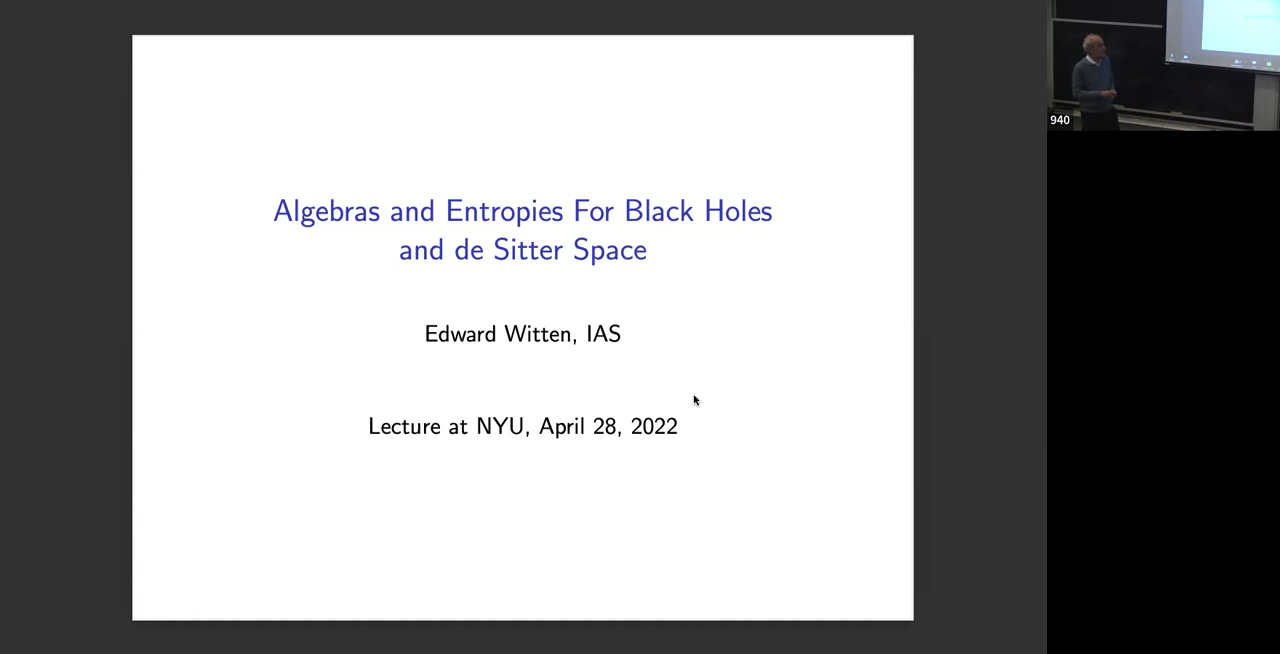 Algebras and Entropies For Black Holes
and de Sitter Space
Edward Witten, IAS
Lecture at NYU, April 28, 2022
940